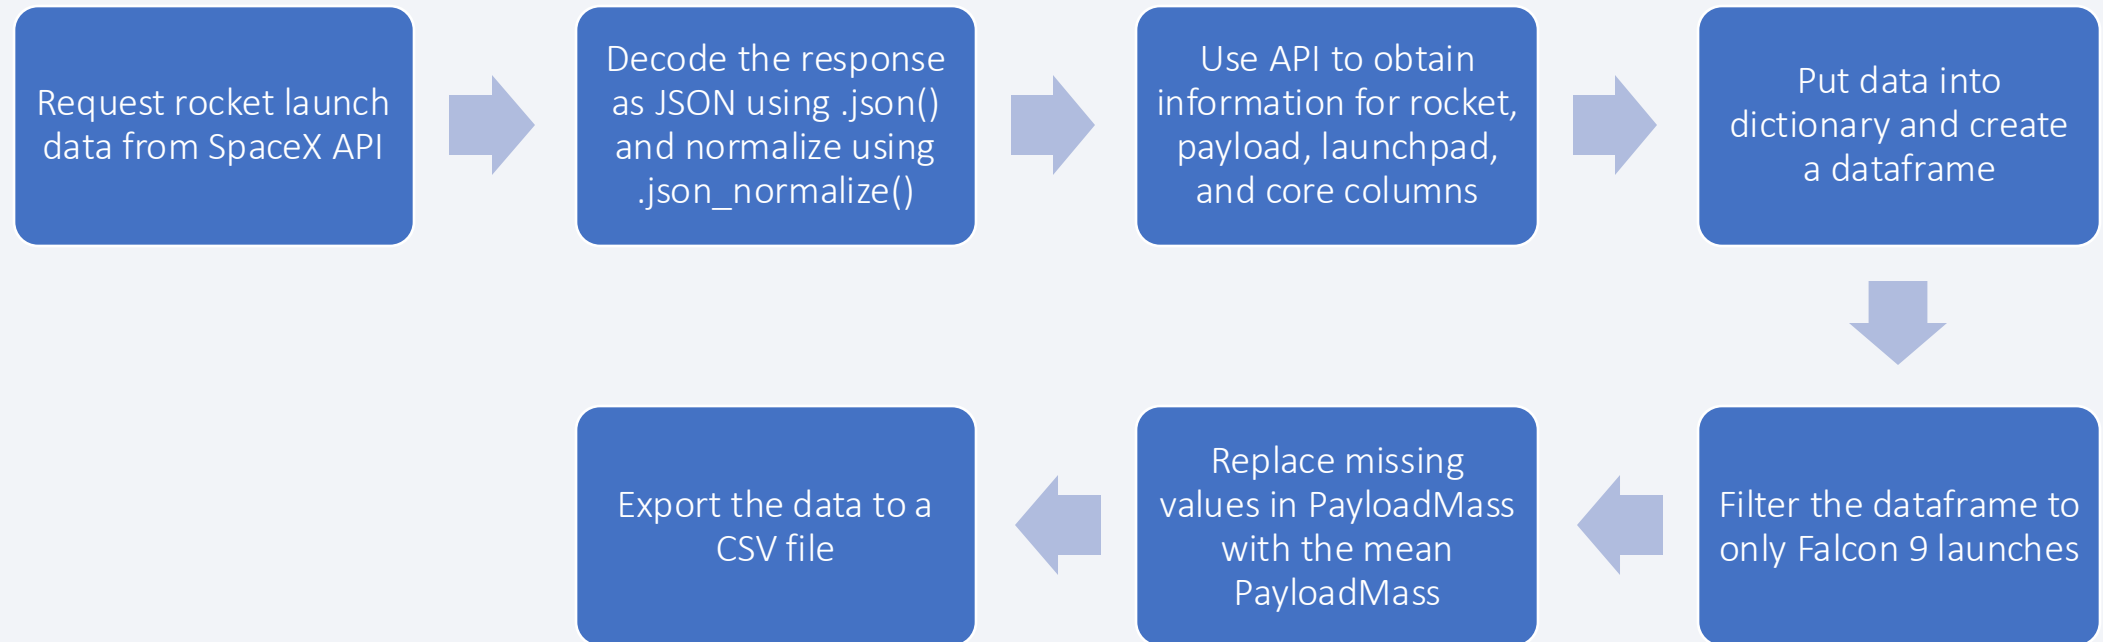 Request rocket launch
data from SpaceX API
Decode the response
as JSON using .json()
and normalize using
.json_normalize()
Use API to obtain
information for rocket,
payload, launchpad,
and core columns
Put data into
dictionary and create
a dataframe
Filter the dataframe to
only Falcon 9 launches
Replace missing
values in PayloadMass
with the mean
PayloadMass
Export the data to a
CSV file